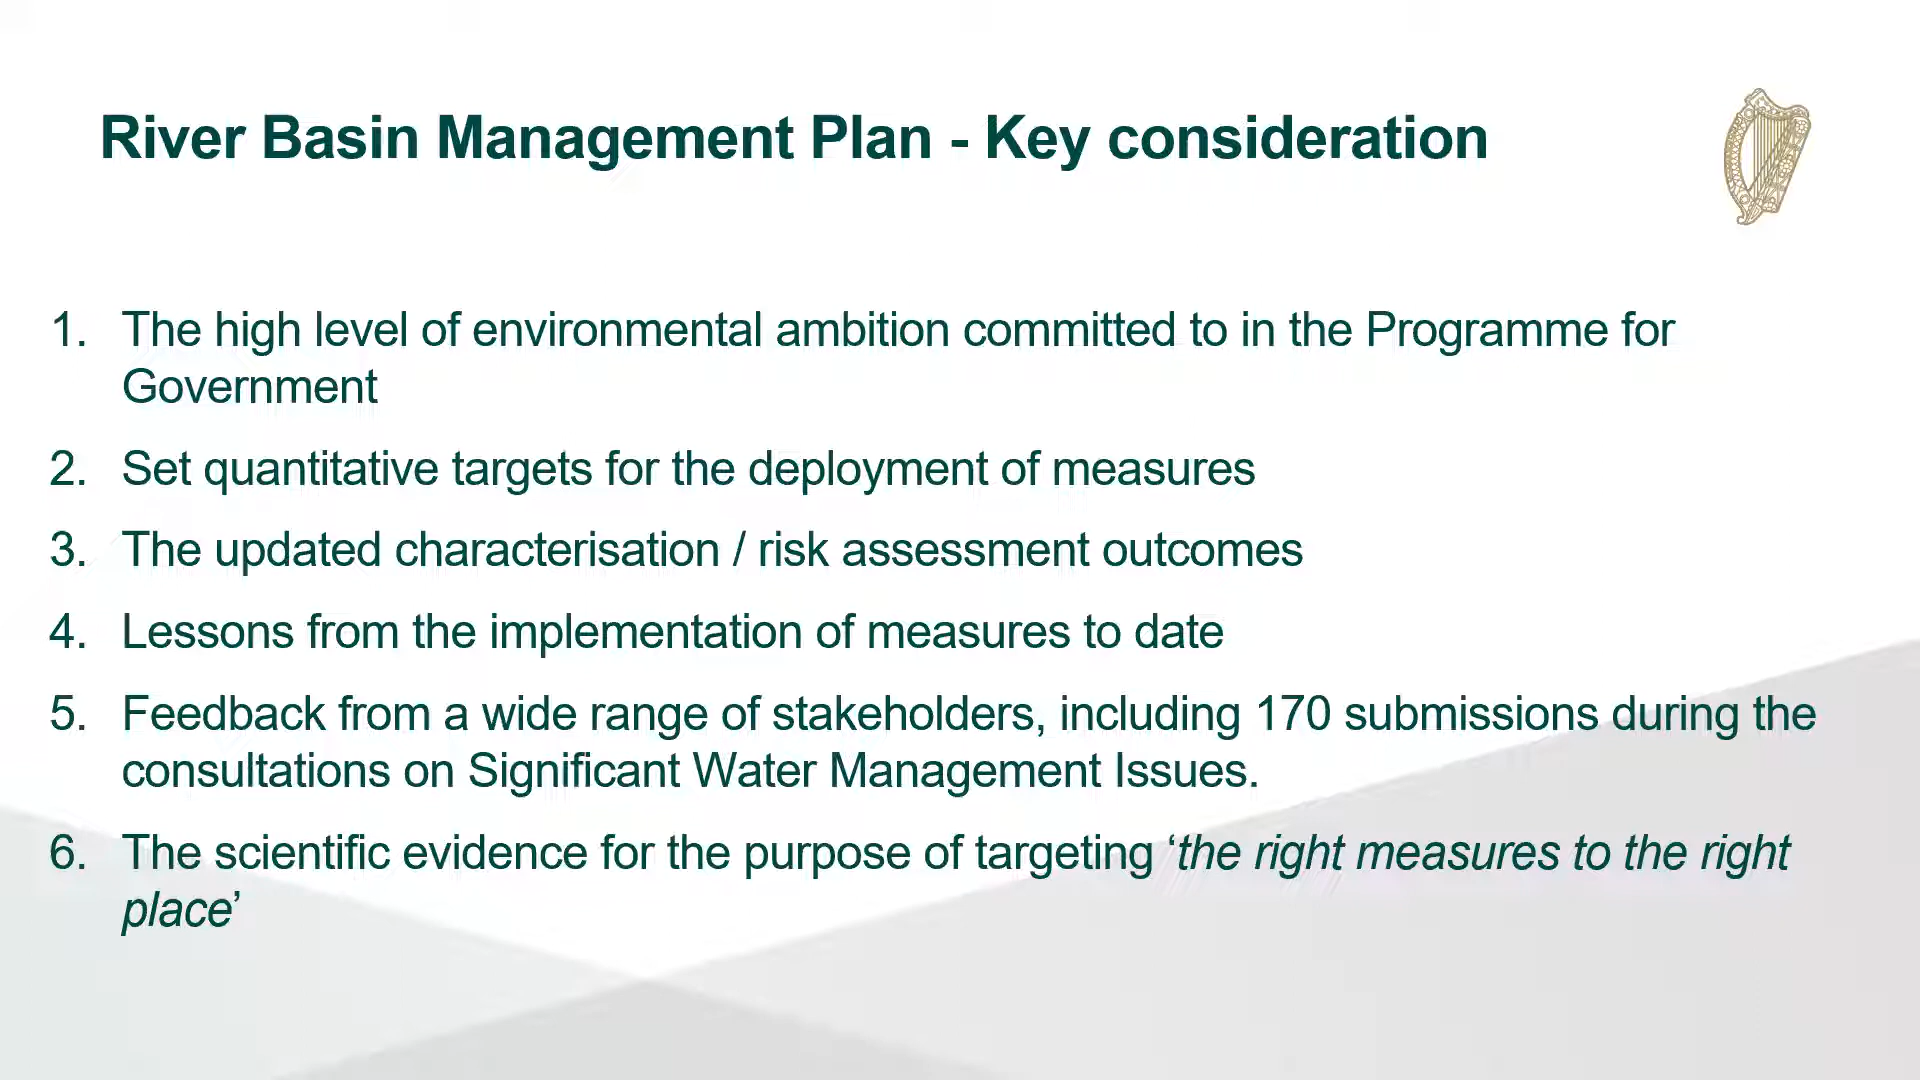 River Basin Management Plan - Key consideration
1. The high level of environmental ambition committed to in the Programme for
Government
2. Set quantitative targets for the deployment of measures
3. The updated characterisation / risk assessment outcomes
4. Lessons from the implementation of measures to date
5. Feedback from a wide range of stakeholders, including 170 submissions during the
consultations on Significant Water Management Issues.
6. The scientific evidence for the purpose of targeting ‘the right measures to the right
place’